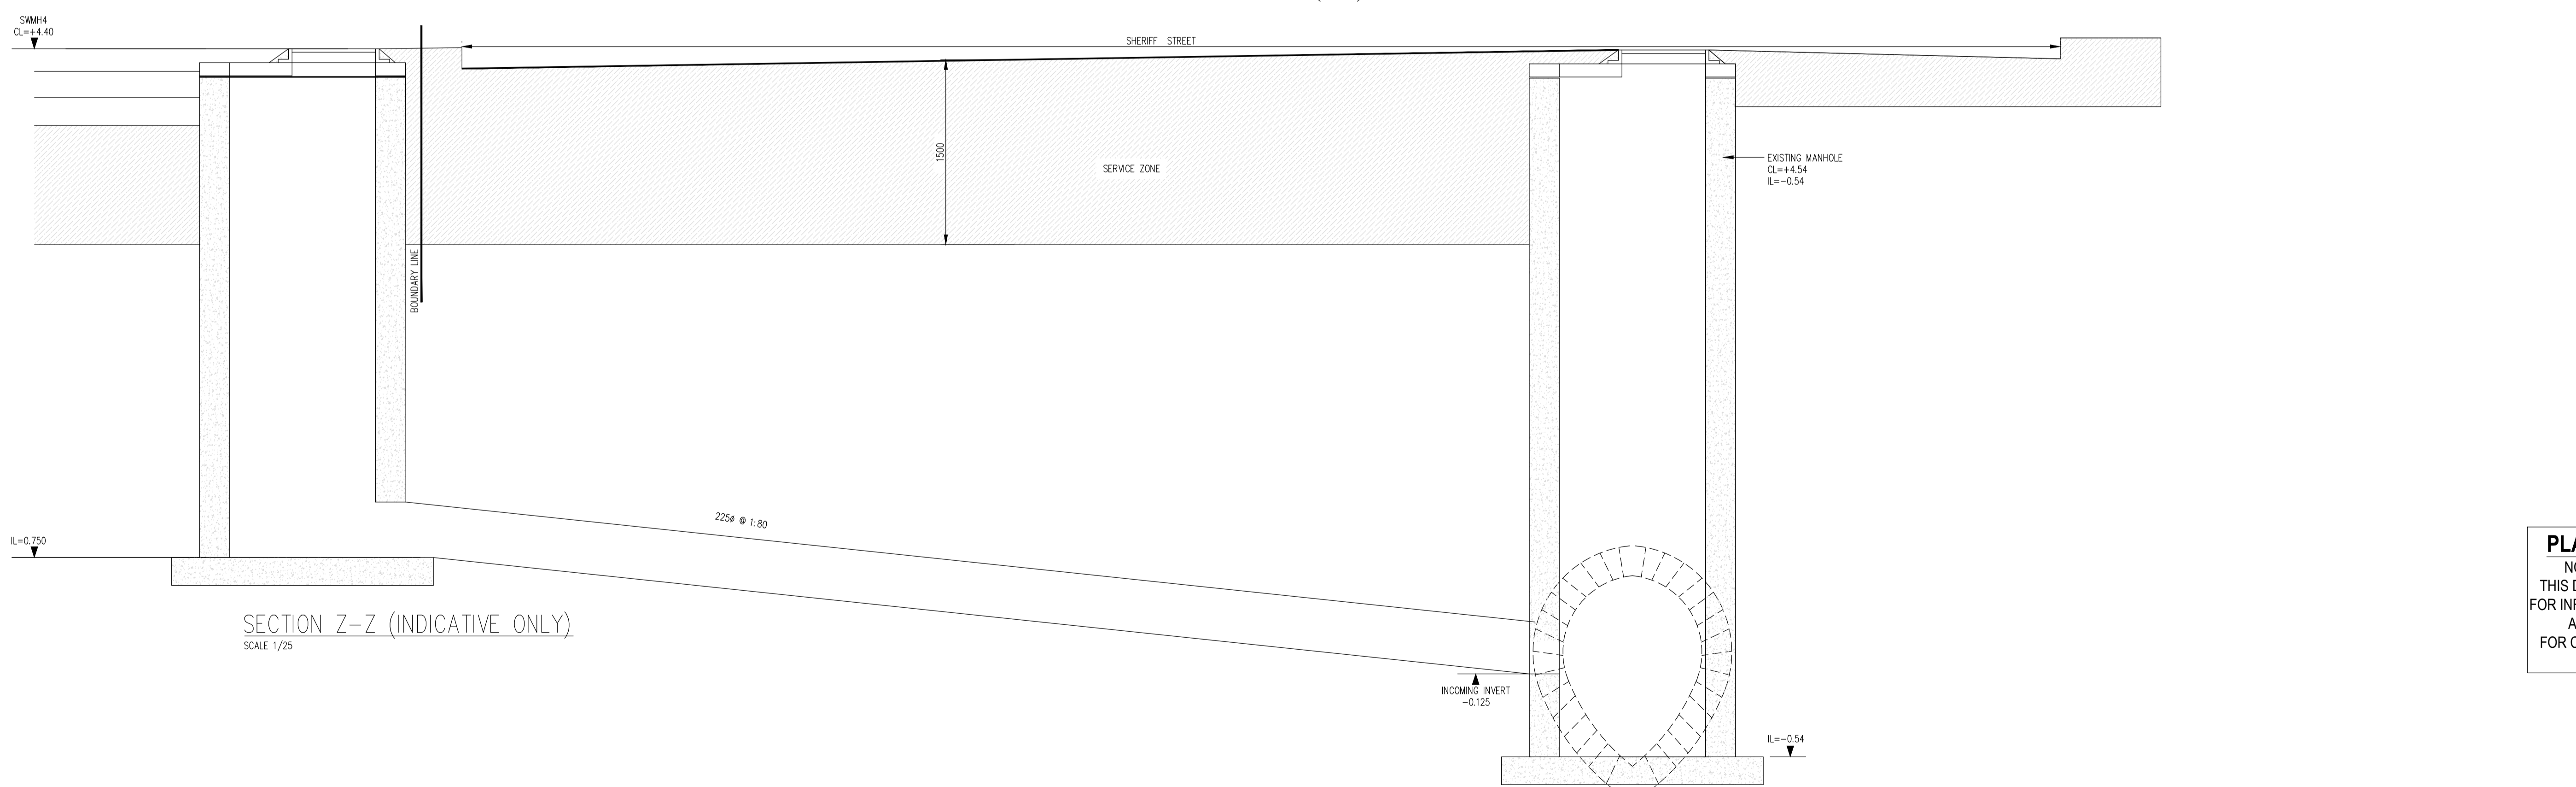 SWMH4
CL=+4.40
SHERIFF STREET
1500
SERVICE ZONE
EXISTING MANHOLE
CL=+4.54
IL=-0.54
BOUNDARY LINE
225ø @ 1:80
IL=0.750
SECTION Z-Z (INDICATIVE ONLY)
SCALE 1/25
INCOMING INVERT
-0.125
IL=-0.54
PLA
NO
THIS D
FOR INF
A
FOR C